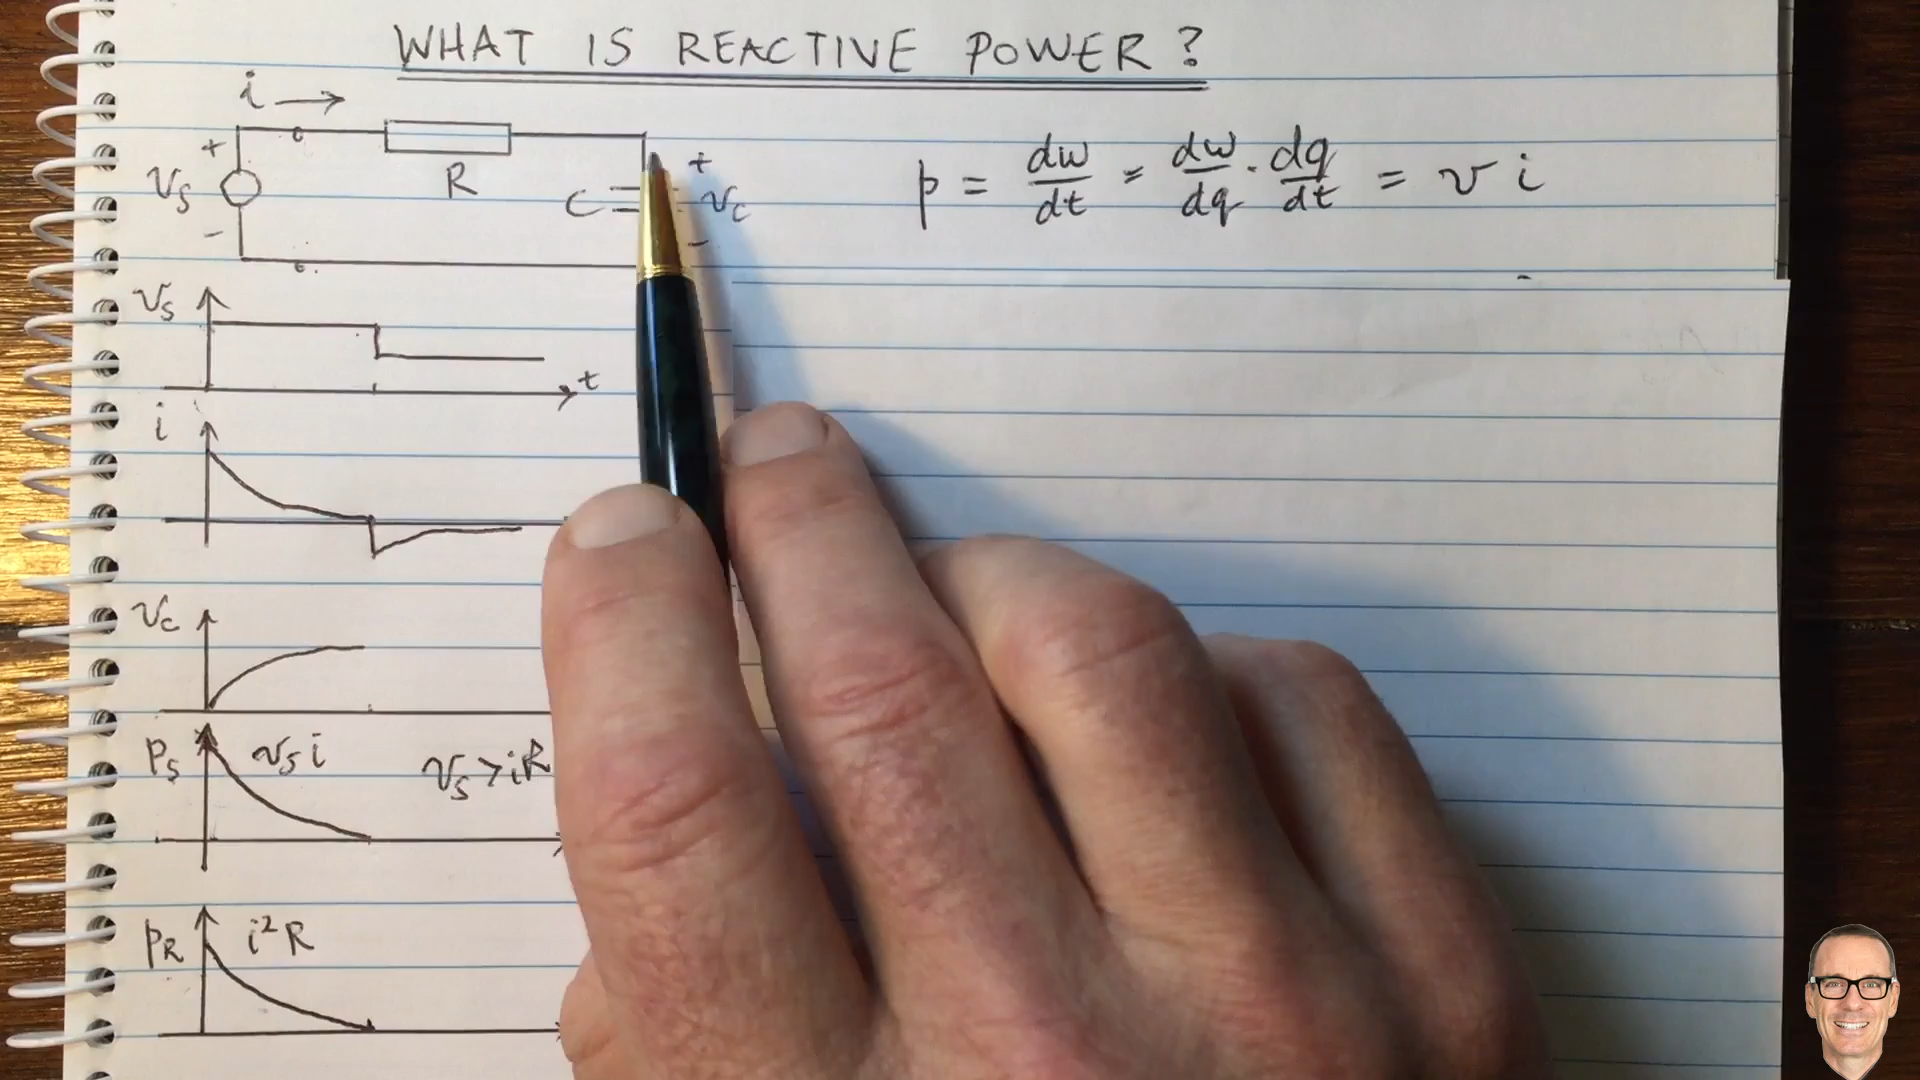 WHAT IS REACTIVE POWER?
i →
+
Vs
-
R
C
+
vc
-
p = dw/dt = dw/dq · dq/dt = v i
Vs
t
i
vc
ps vs i vs > iR
pR i²R